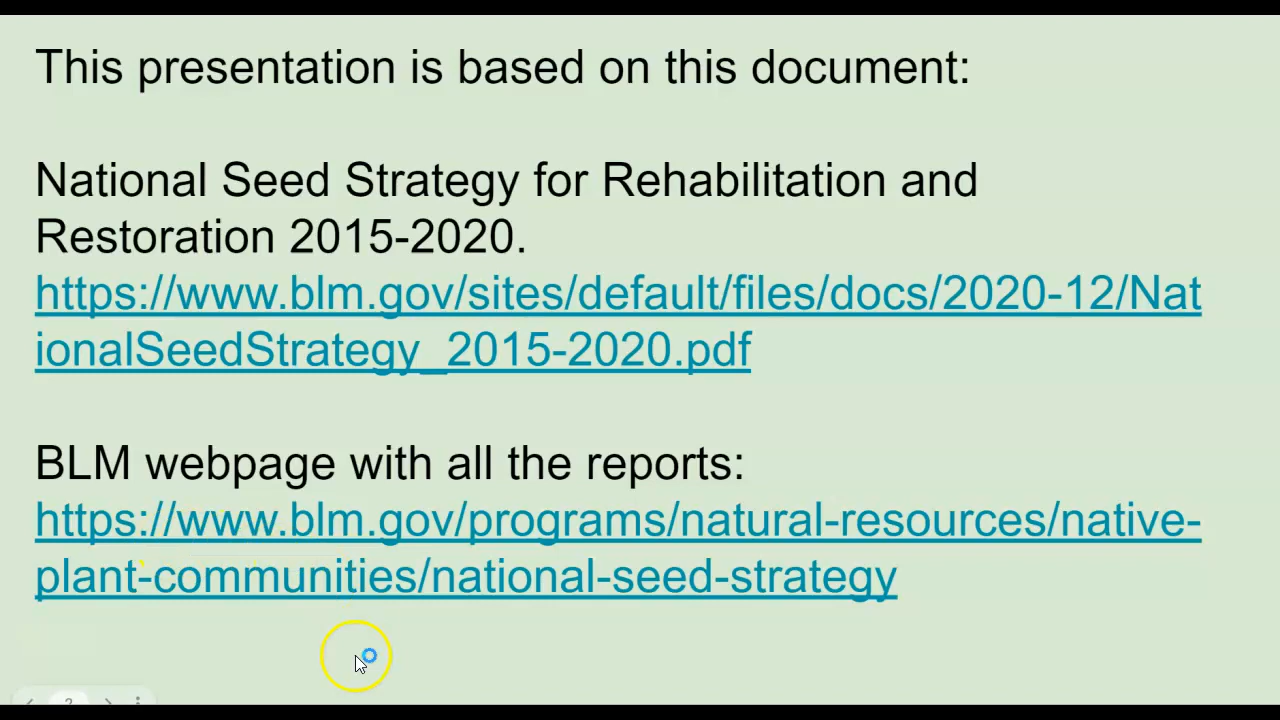 This presentation is based on this document:
National Seed Strategy for Rehabilitation and
Restoration 2015-2020.
https://www.blm.gov/sites/default/files/docs/2020-12/Nat
ionalSeedStrategy_2015-2020.pdf
BLM webpage with all the reports:
https://www.blm.gov/programs/natural-resources/native-
plant-communities/national-seed-strategy
2